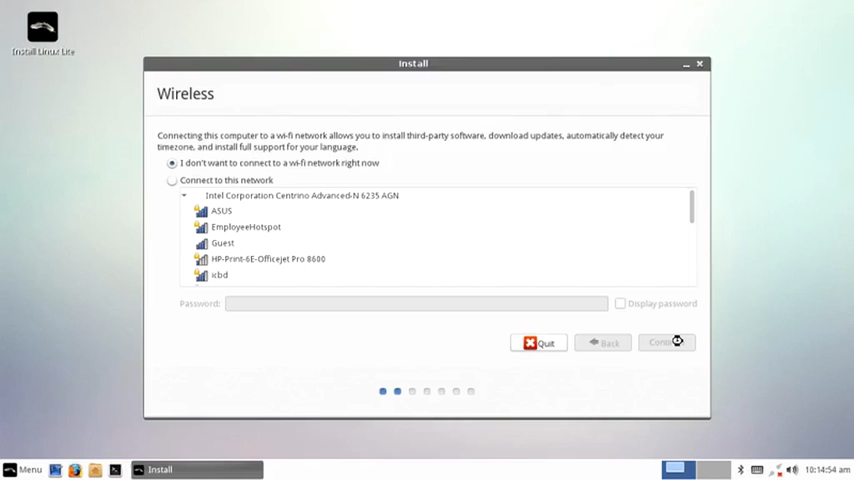 Install Linux Lite
Install
Wireless
Connecting this computer to a wi-fi network allows you to install third-party software, download updates, automatically detect your
timezone, and install full support for your language.
I don't want to connect to a wi-fi network right now
Connect to this network
Intel Corporation Centrino Advanced-N 6235 AGN
ASUS
EmployeeHotspot
Guest
HP-Print-6E-Officejet Pro 8600
icbd
Password:
Display password
Quit
Back
Menu
Install
10:14:54 am